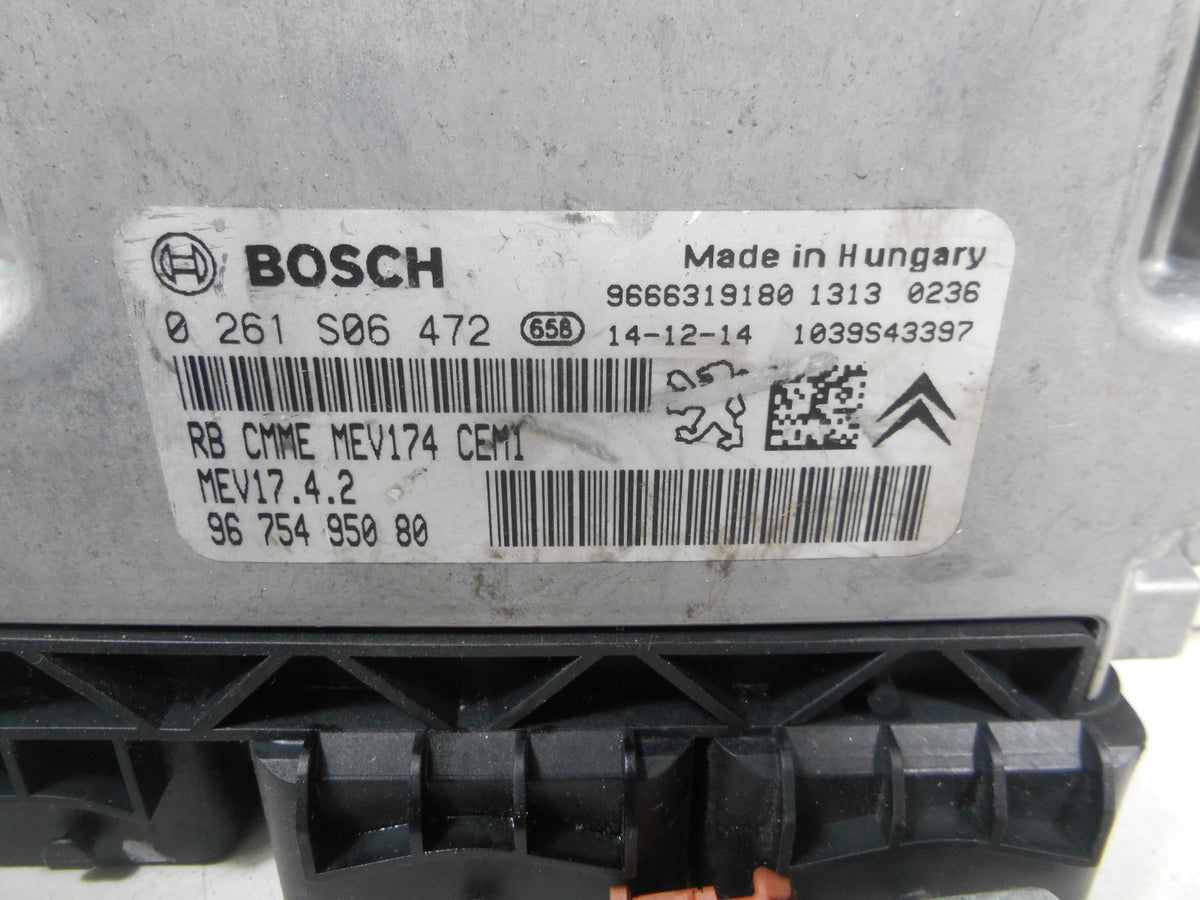 BOSCH
Made in Hungary
9666319180 1313 0236
0 261 S06 472 658
14-12-14 1039S43397
RB CMME MEV174 CEM1
MEV17.4.2
96 754 950 80